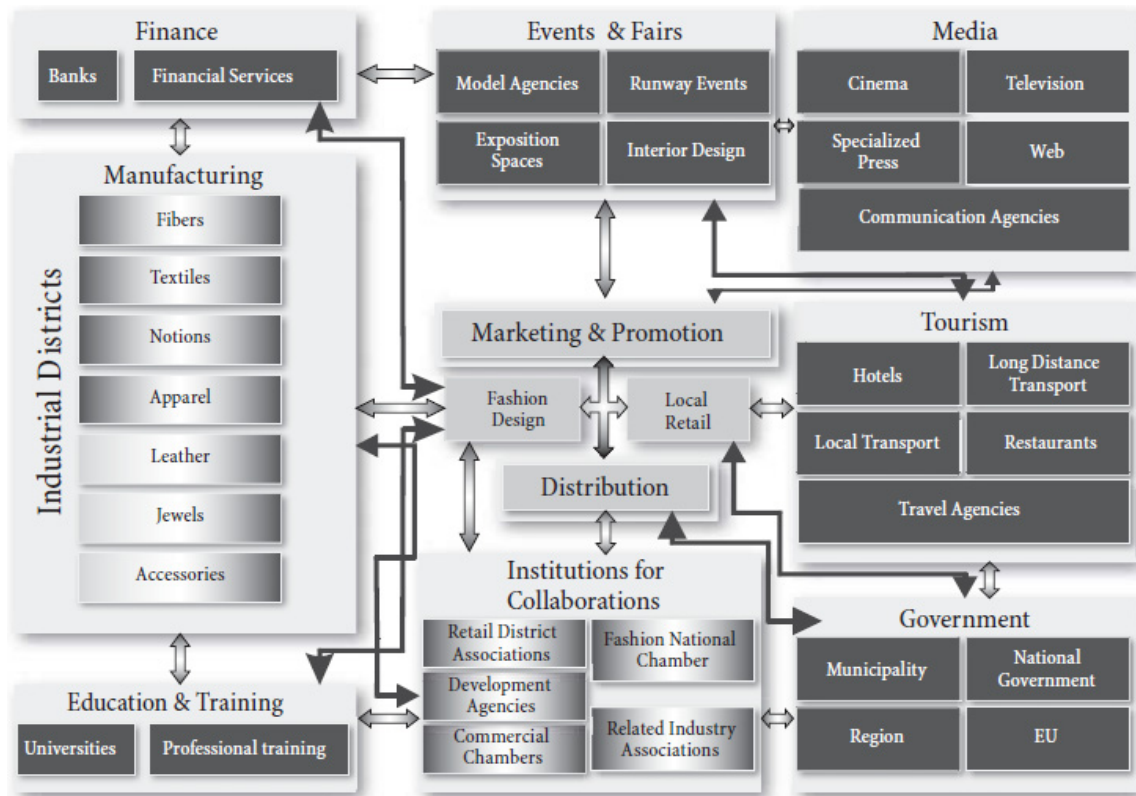 Finance
Banks
Financial Services
Events & Fairs
Model Agencies
Runway Events
Exposition
Spaces
Interior Design
Media
Cinema
Television
Specialized
Press
Web
Communication Agencies
Industrial Districts
Manufacturing
Fibers
Textiles
Notions
Apparel
Leather
Jewels
Accessories
Marketing & Promotion
Fashion
Design
Local
Retail
Distribution
Tourism
Hotels
Long Distance
Transport
Local Transport
Restaurants
Travel Agencies
Education & Training
Universities
Professional training
Institutions for
Collaborations
Retail District
Associations
Fashion National
Chamber
Development
Agencies
Commercial
Chambers
Related Industry
Associations
Government
Municipality
National
Government
Region
EU